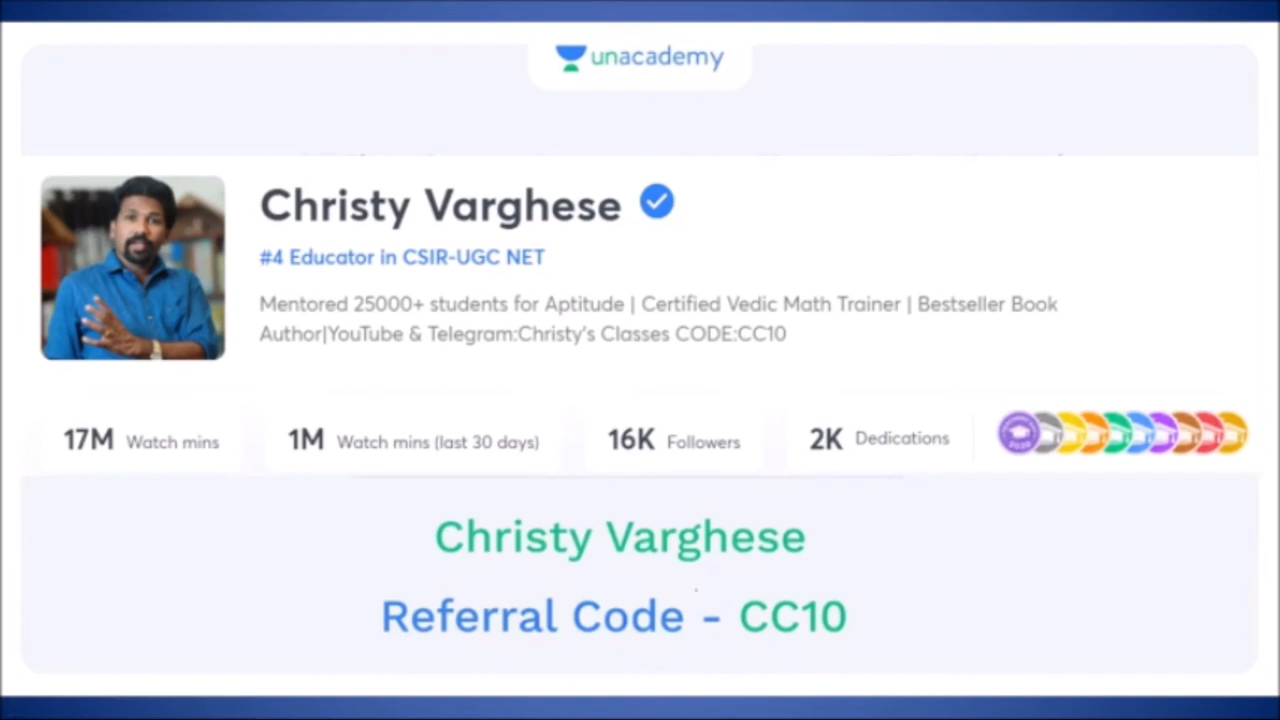 unacademy
Christy Varghese
#4 Educator in CSIR-UGC NET
Mentored 25000+ students for Aptitude | Certified Vedic Math Trainer | Bestseller Book
Author|YouTube & Telegram:Christy's Classes CODE:CC10
17M Watch mins 1M Watch mins (last 30 days) 16K Followers 2K Dedications
Christy Varghese
Referral Code - CC10